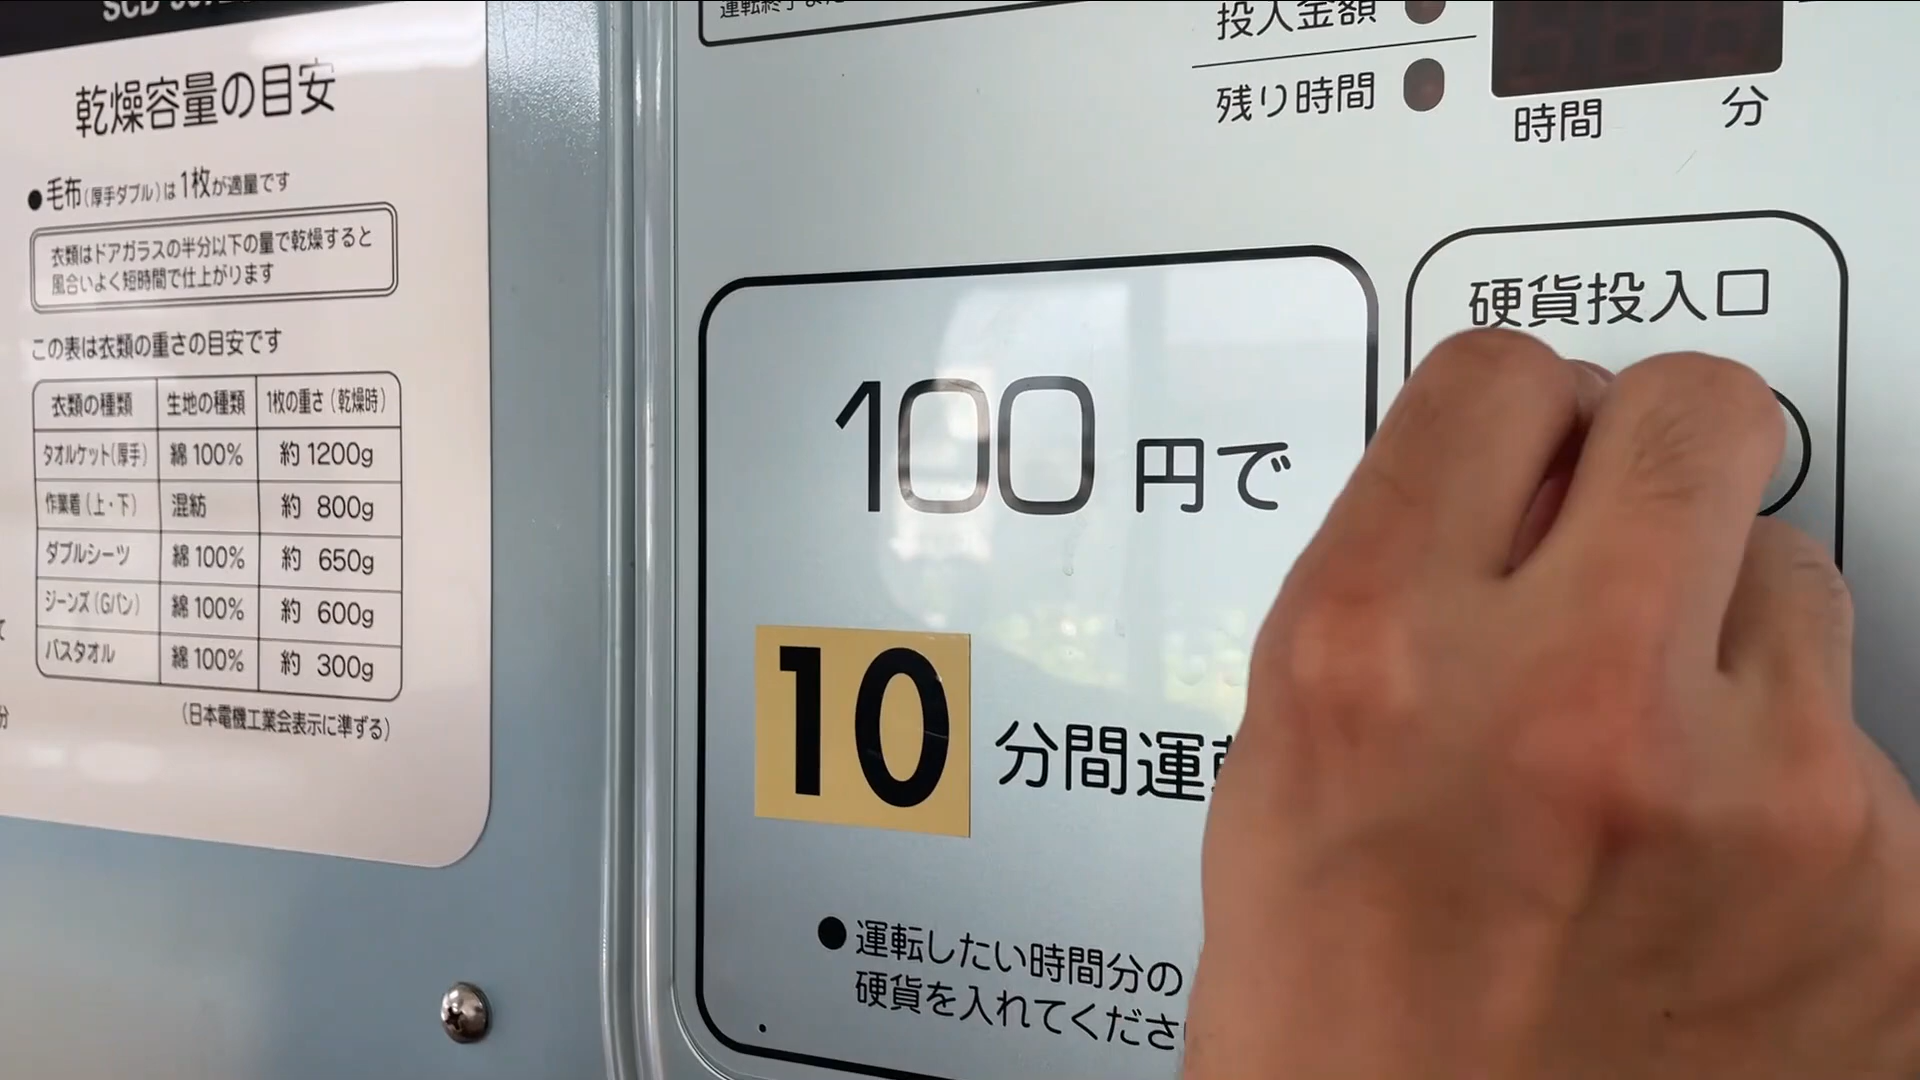 乾燥容量の目安
●毛布(厚手ダブル)は1枚が適量です
衣類はドアガラスの半分以下の量で乾燥すると
風合いよく短時間で仕上がります
この表は衣類の重さの目安です
衣類の種類 生地の種類 1枚の重さ(乾燥時)
タオルケット(厚手) 綿100% 約1200g
作業着(上・下) 混紡 約 800g
ダブルシーツ 綿100% 約 650g
ジーンズ(Gパン) 綿100% 約 600g
バスタオル 綿100% 約 300g
(日本電機工業会表示に準ずる)
投入金額
残り時間
時間 分
硬貨投入口
100円で
10分間運転
●運転したい時間分の
硬貨を入れてくださ